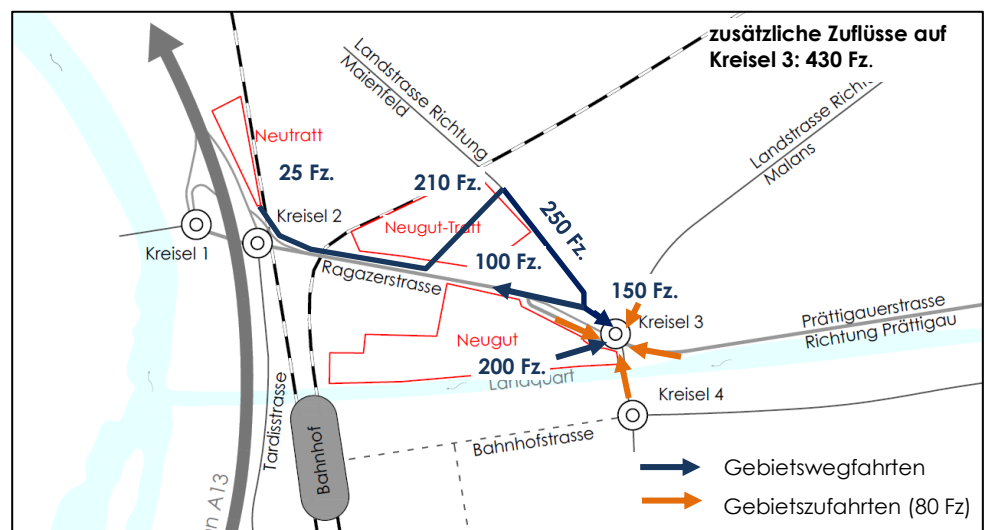 zusätzliche Zuflüsse auf
Kreisel 3: 430 Fz.
Landstrasse Richtung
Maienfeld
Landstrasse Richt
Malans
Neutratt
25 Fz.
210 Fz.
250 Fz.
Kreisel 2
Neugut-Tratt
Kreisel 1
100 Fz.
Ragazerstrasse
150 Fz.
Kreisel 3
Prättigauerstrasse
Richtung Prättigau
Neugut
200 Fz.
Landquart
Kreisel 4
Tardisstrasse
Bahnhofstrasse
Bahnhof
n A13
Gebietswegfahrten
Gebietszufahrten (80 Fz)